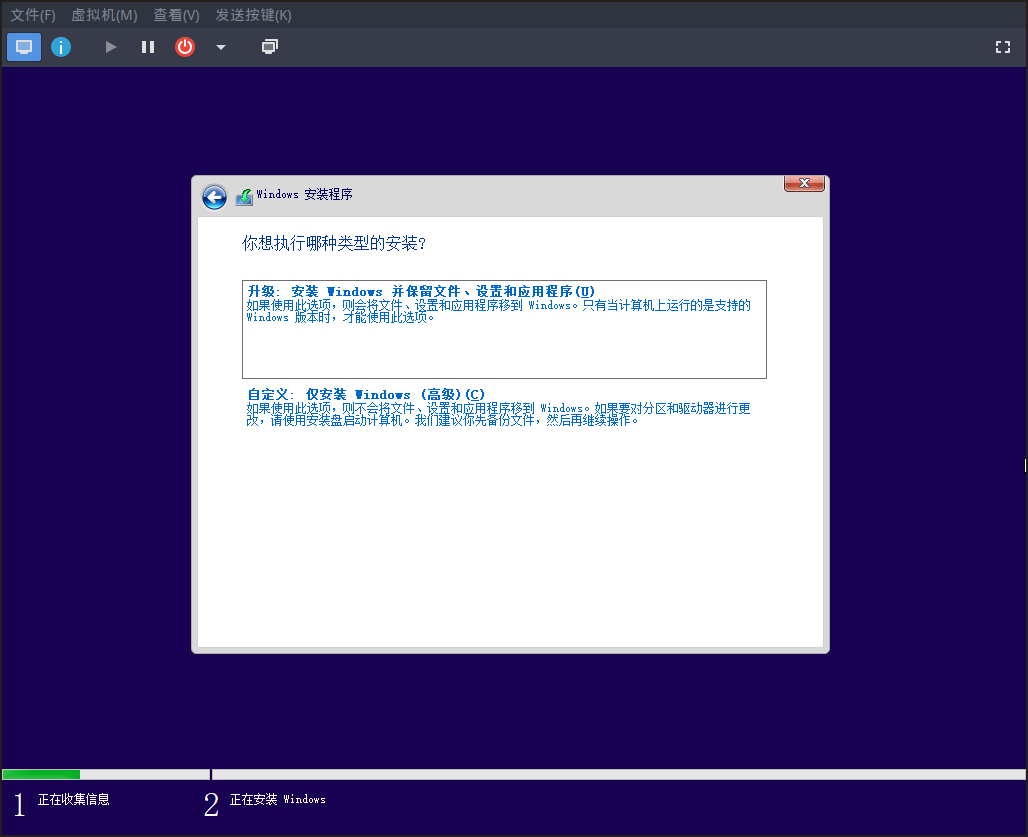 文件(F) 虚拟机(M) 查看(V) 发送按键(K)
Windows 安装程序
你想执行哪种类型的安装?
升级: 安装 Windows 并保留文件、设置和应用程序(U)
如果使用此选项，则会将文件、设置和应用程序移到 Windows。只有当计算机上运行的是支持的
Windows 版本时，才能使用此选项。
自定义: 仅安装 Windows (高级)(C)
如果使用此选项，则不会将文件、设置和应用程序移到 Windows。如果要对分区和驱动器进行更
改，请使用安装盘启动计算机。我们建议你先备份文件，然后再继续操作。
1 正在收集信息 2 正在安装 Windows